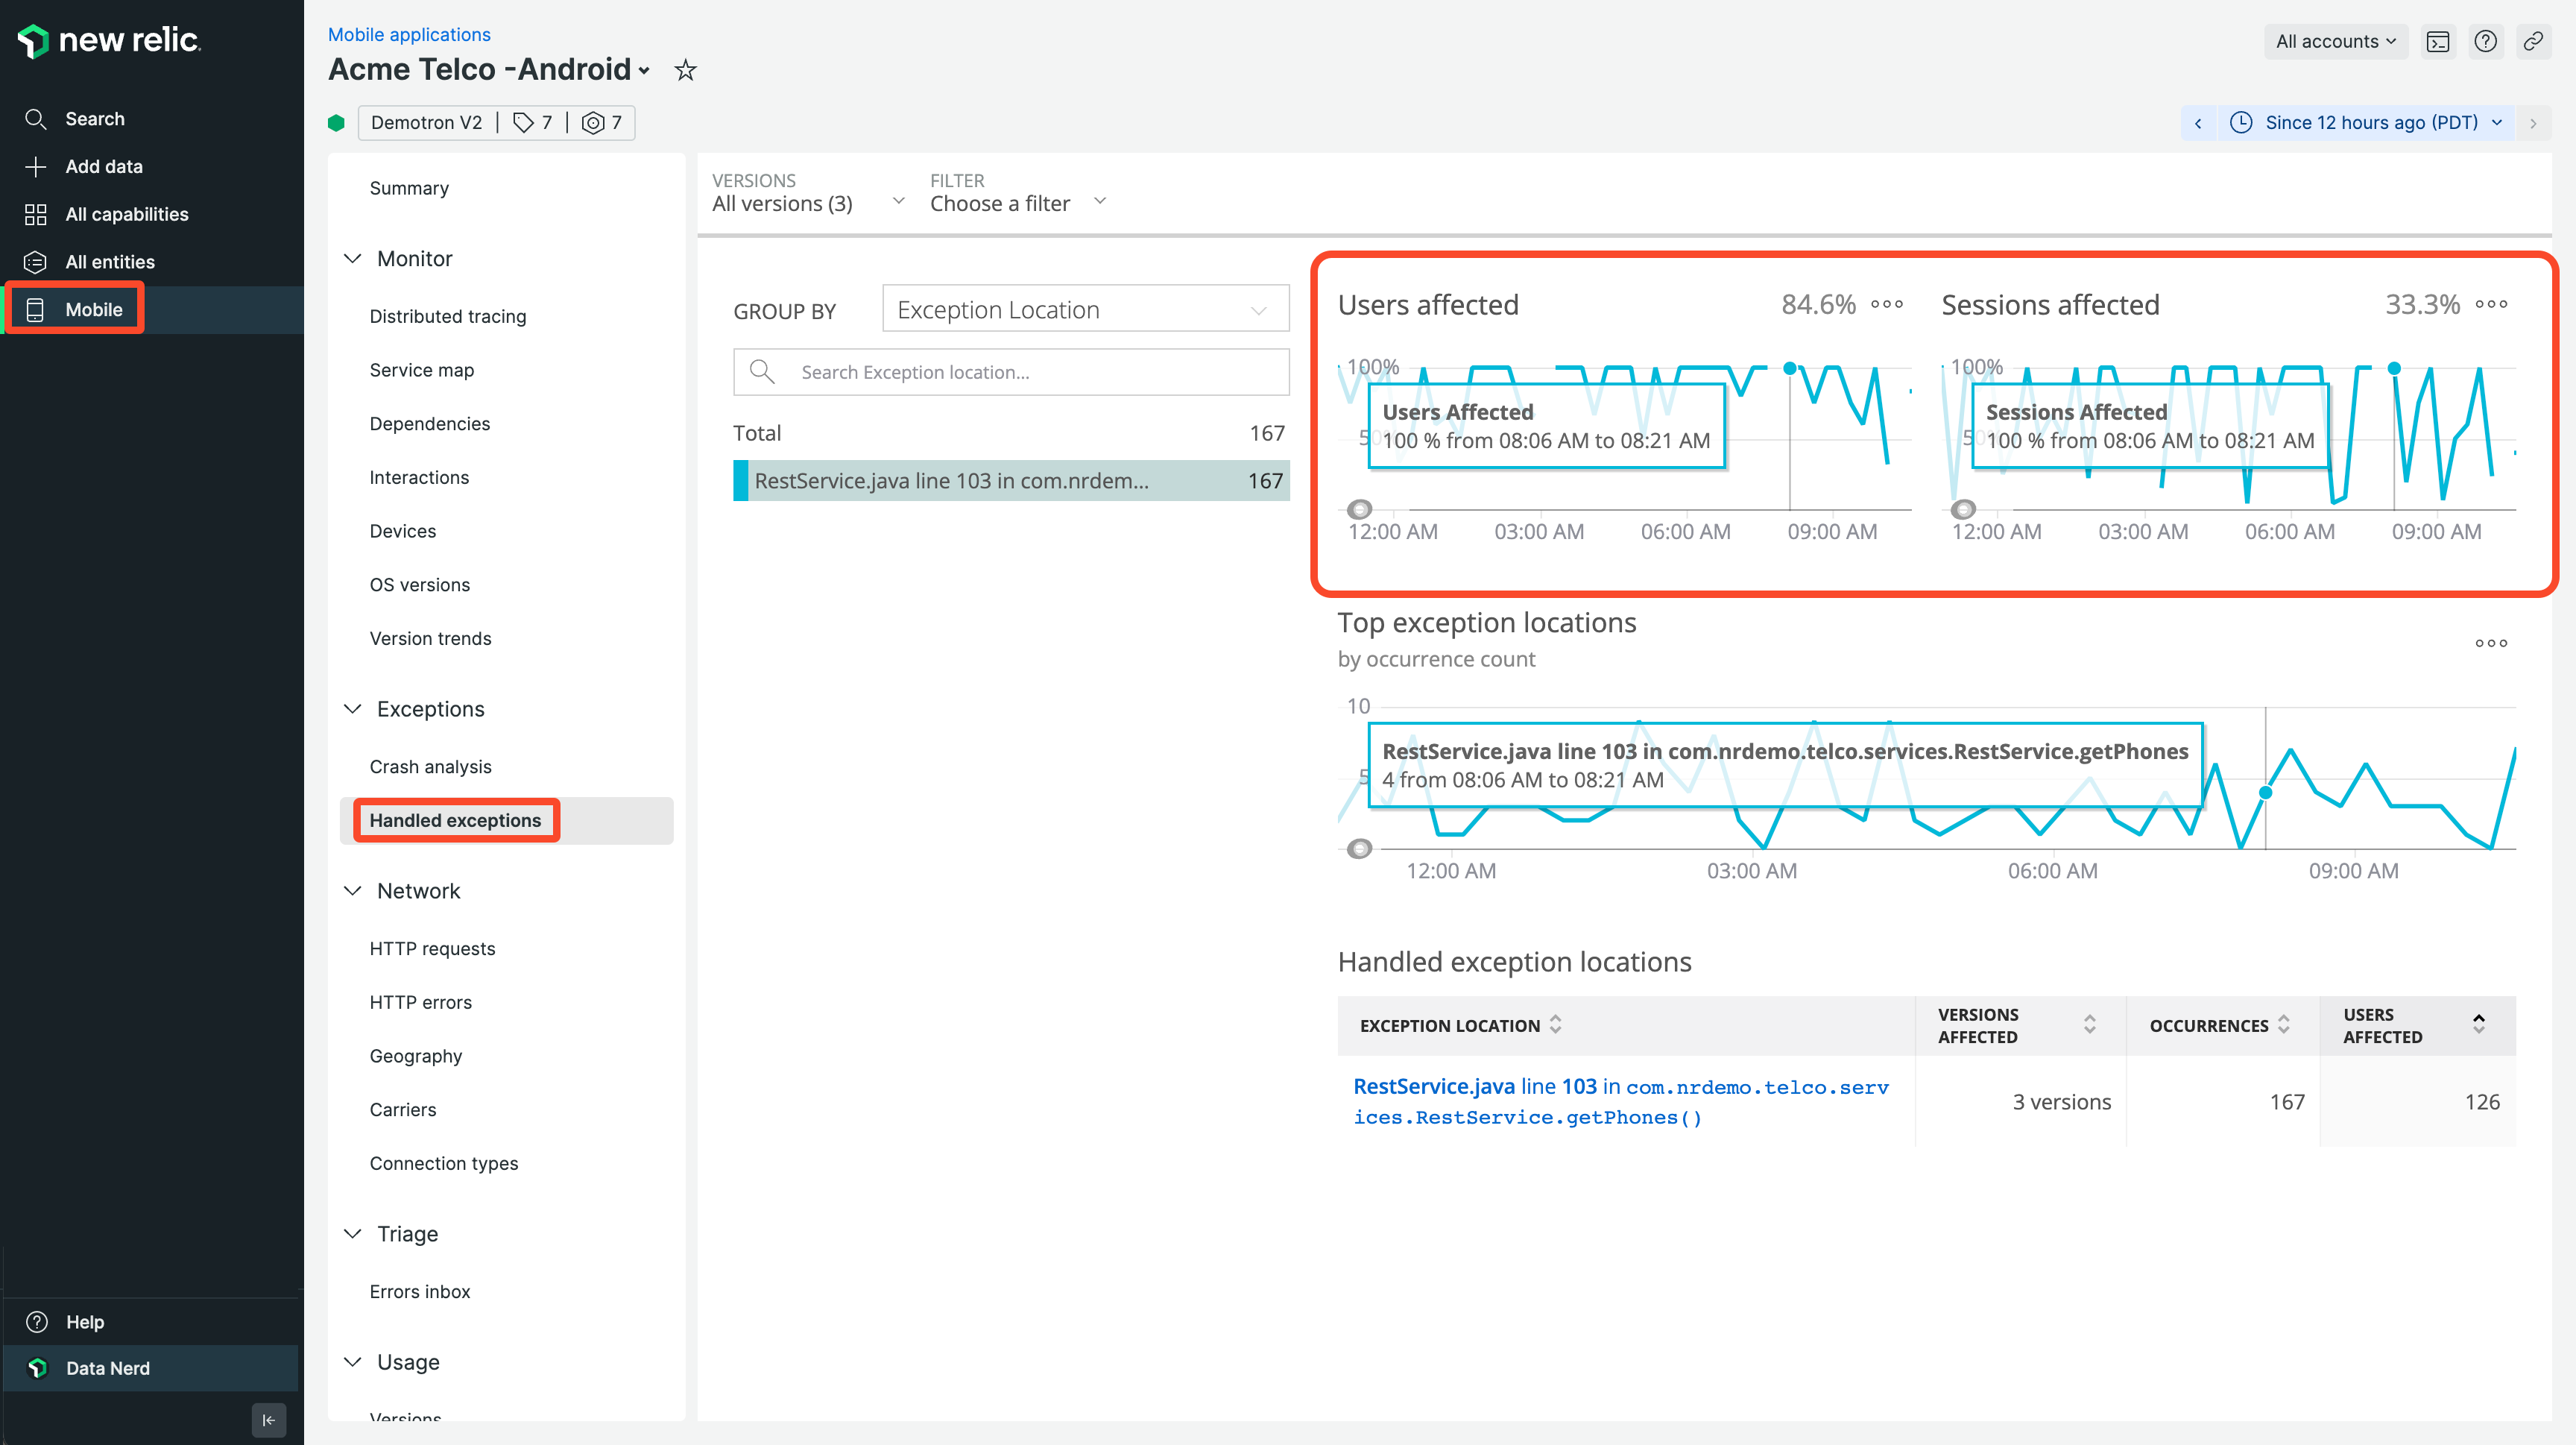 new relic.
Search
Add data
All capabilities
All entities
Mobile
Help
Data Nerd
Mobile applications
Acme Telco -Android
Demotron V2 | 7 | 7
All accounts
Since 12 hours ago (PDT)
Summary
Monitor
Distributed tracing
Service map
Dependencies
Interactions
Devices
OS versions
Version trends
Exceptions
Crash analysis
Handled exceptions
Network
HTTP requests
HTTP errors
Geography
Carriers
Connection types
Triage
Errors inbox
Usage
Versions
VERSIONS
All versions (3)
FILTER
Choose a filter
GROUP BY
Exception Location
Search Exception location...
Total 167
RestService.java line 103 in com.nrdem... 167
Users affected 84.6%
100%
50%
Users Affected
100 % from 08:06 AM to 08:21 AM
12:00 AM 03:00 AM 06:00 AM 09:00 AM
Sessions affected 33.3%
100%
50%
Sessions Affected
100 % from 08:06 AM to 08:21 AM
12:00 AM 03:00 AM 06:00 AM 09:00 AM
Top exception locations
by occurrence count
10
5
RestService.java line 103 in com.nrdemo.telco.services.RestService.getPhones
4 from 08:06 AM to 08:21 AM
12:00 AM 03:00 AM 06:00 AM 09:00 AM
Handled exception locations
EXCEPTION LOCATION
VERSIONS
AFFECTED
OCCURRENCES
USERS
AFFECTED
RestService.java line 103 in com.nrdemo.telco.serv
ices.RestService.getPhones()
3 versions
167
126